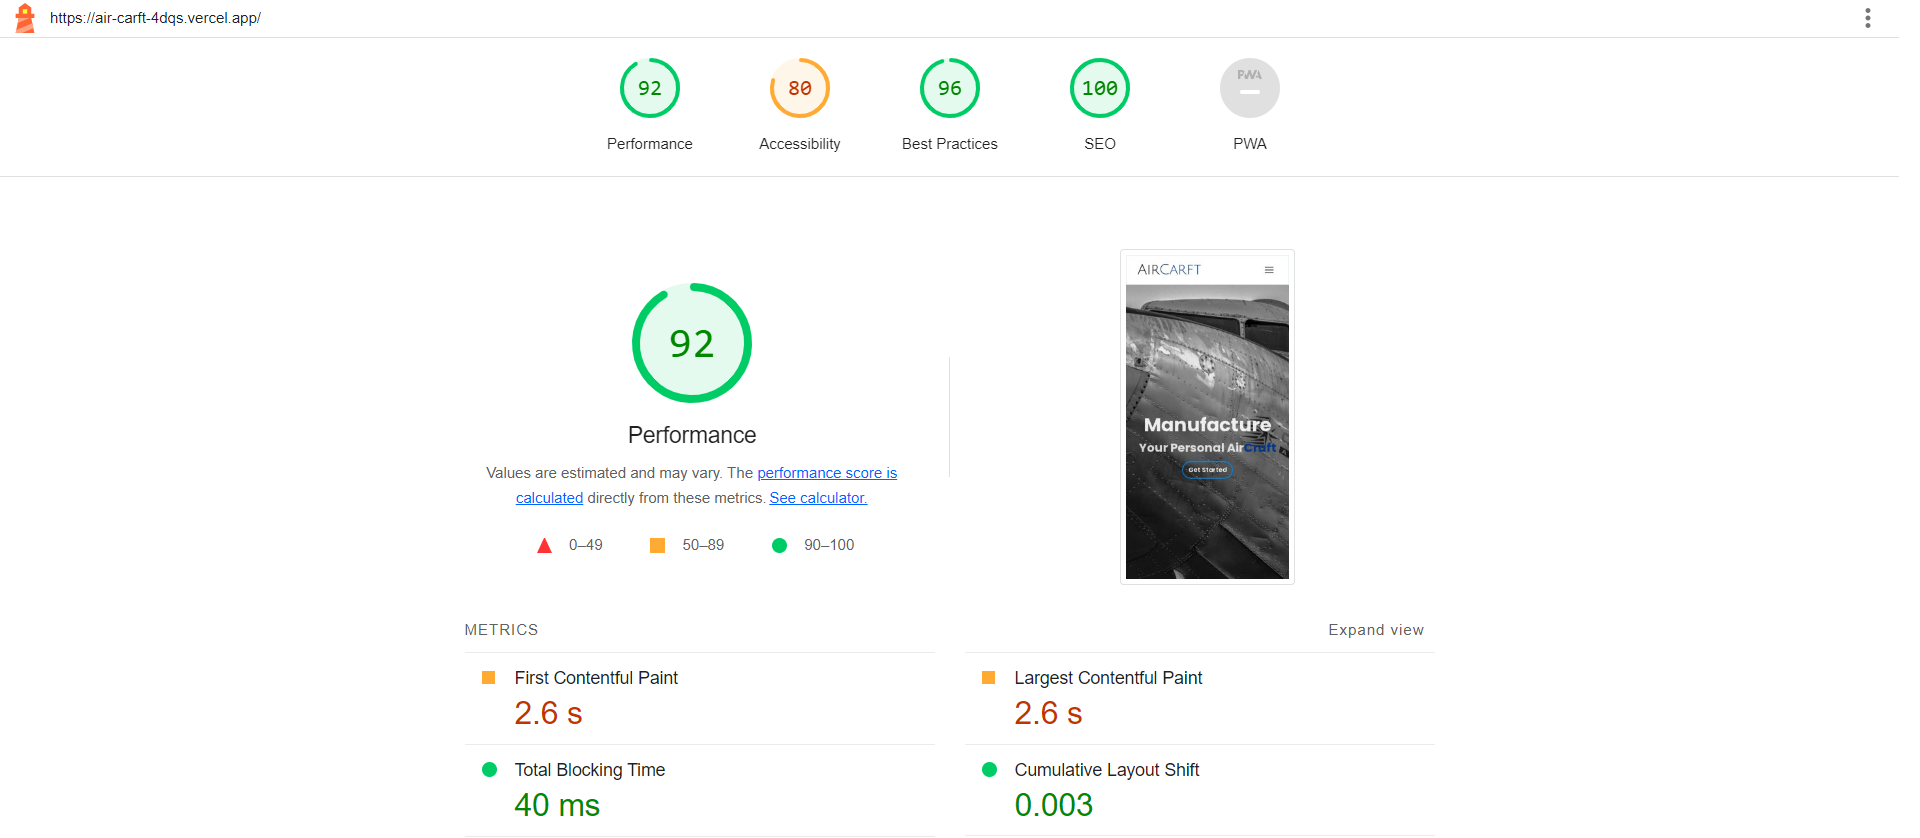 https://air-carft-4dqs.vercel.app/
92
Performance
80
Accessibility
96
Best Practices
100
SEO
PWA
PWA
92
Performance
Values are estimated and may vary. The performance score is
calculated directly from these metrics. See calculator.
0–49
50–89
90–100
AIRCARFT
Manufacture
Your Personal AirCraft
Get Started
METRICS
Expand view
First Contentful Paint
2.6 s
Largest Contentful Paint
2.6 s
Total Blocking Time
40 ms
Cumulative Layout Shift
0.003